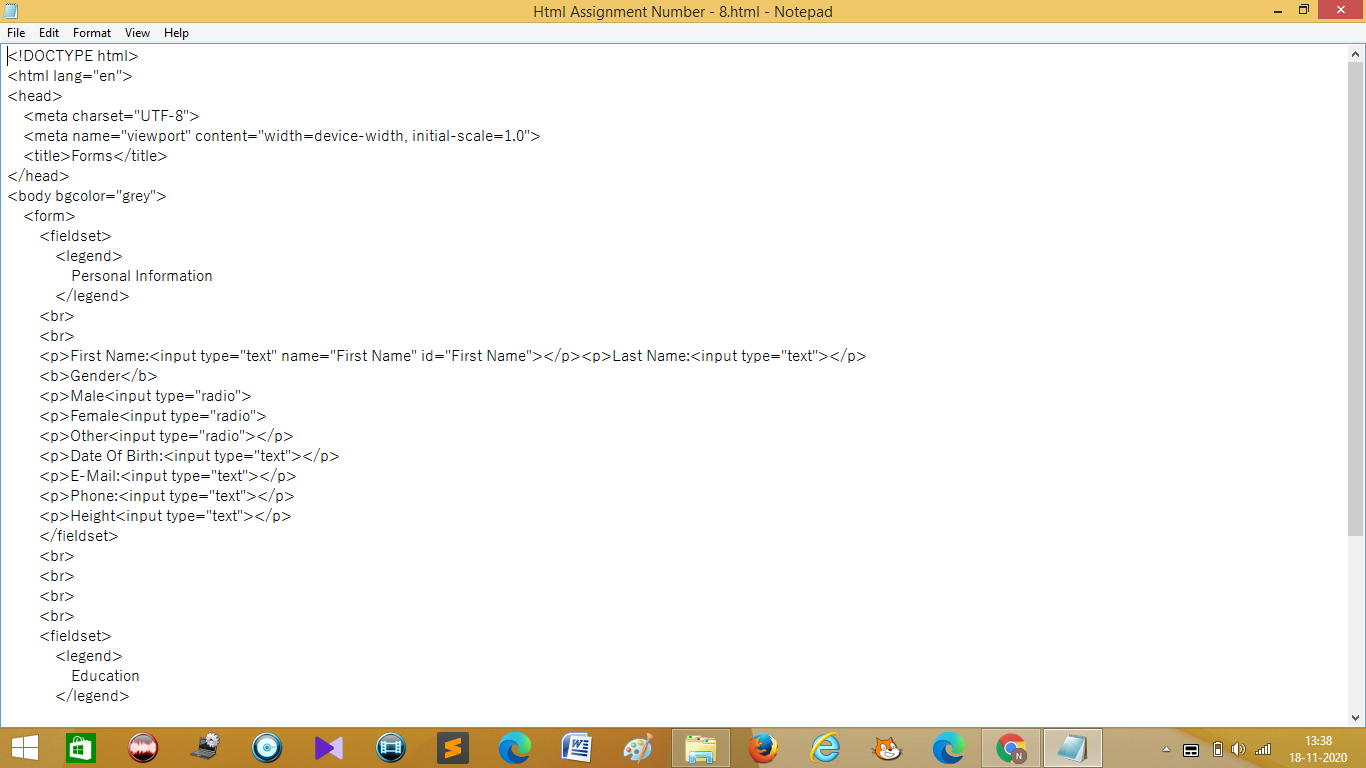 Html Assignment Number - 8.html - Notepad
File Edit Format View Help
<!DOCTYPE html>
<html lang="en">
<head>
    <meta charset="UTF-8">
    <meta name="viewport" content="width=device-width, initial-scale=1.0">
    <title>Forms</title>
</head>
<body bgcolor="grey">
    <form>
        <fieldset>
            <legend>
                Personal Information
            </legend>
        <br>
        <br>
        <p>First Name:<input type="text" name="First Name" id="First Name"></p><p>Last Name:<input type="text"></p>
        <b>Gender</b>
        <p>Male<input type="radio">
        <p>Female<input type="radio">
        <p>Other<input type="radio"></p>
        <p>Date Of Birth:<input type="text"></p>
        <p>E-Mail:<input type="text"></p>
        <p>Phone:<input type="text"></p>
        <p>Height<input type="text"></p>
        </fieldset>
        <br>
        <br>
        <br>
        <br>
        <fieldset>
            <legend>
                Education
            </legend>
N
13:38
18-11-2020